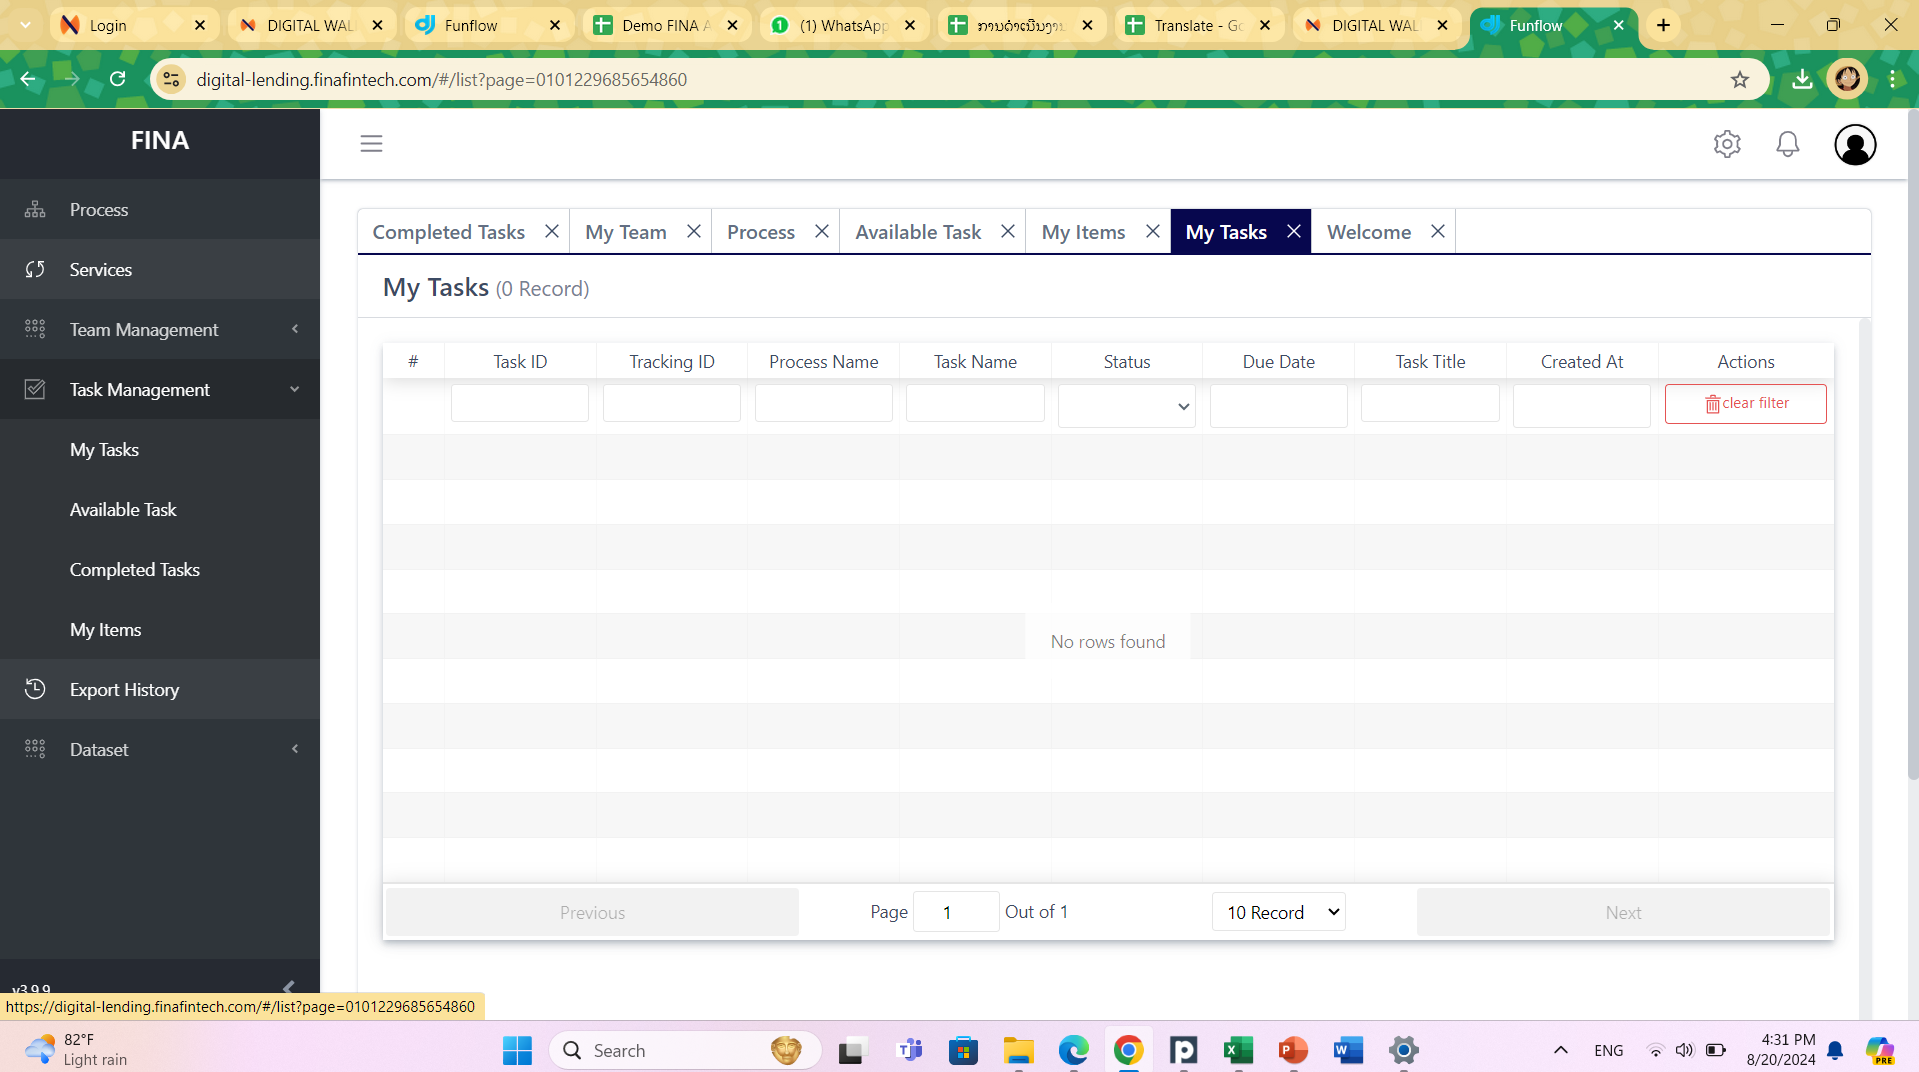 Login
DIGITAL WAL
Funflow
Demo FINA A
(1) WhatsApp
ການດຳເນີນງານ
Translate - Go
DIGITAL WAL
Funflow
digital-lending.finafintech.com/#/list?page=0101229685654860
FINA
Process
Services
Team Management
Task Management
My Tasks
Available Task
Completed Tasks
My Items
Export History
Dataset
v3.9.9
Completed Tasks
My Team
Process
Available Task
My Items
My Tasks
Welcome
My Tasks (0 Record)
# Task ID Tracking ID Process Name Task Name Status Due Date Task Title Created At Actions
clear filter
No rows found
Previous
Page 1 Out of 1
10 Record
Next
https://digital-lending.finafintech.com/#/list?page=0101229685654860
82°F
Light rain
Search
ENG
4:31 PM
8/20/2024
PRE